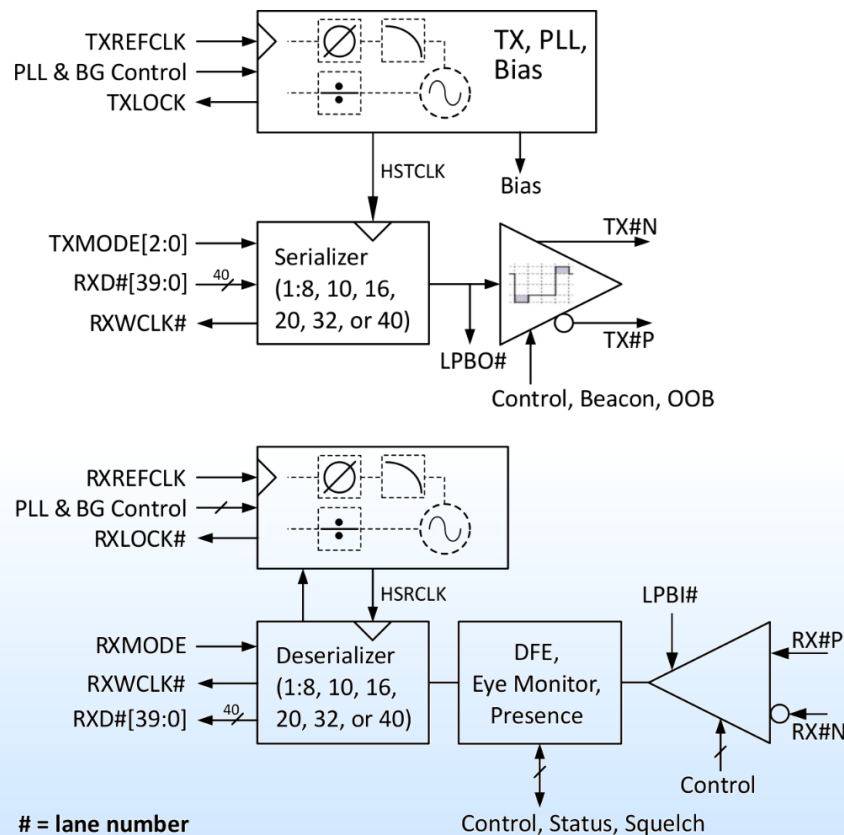 TXREFCLK
PLL & BG Control
TXLOCK
TX, PLL,
Bias
HSTCLK
Bias
TXMODE[2:0]
RXD#[39:0]
40
RXWCLK#
Serializer
(1:8, 10, 16,
20, 32, or 40)
LPBO#
TX#N
TX#P
Control, Beacon, OOB
RXREFCLK
PLL & BG Control
RXLOCK#
HSRCLK
RXMODE
RXWCLK#
RXD#[39:0]
40
Deserializer
(1:8, 10, 16,
20, 32, or 40)
DFE,
Eye Monitor,
Presence
LPBI#
RX#P
RX#N
Control
Control, Status, Squelch
# = lane number